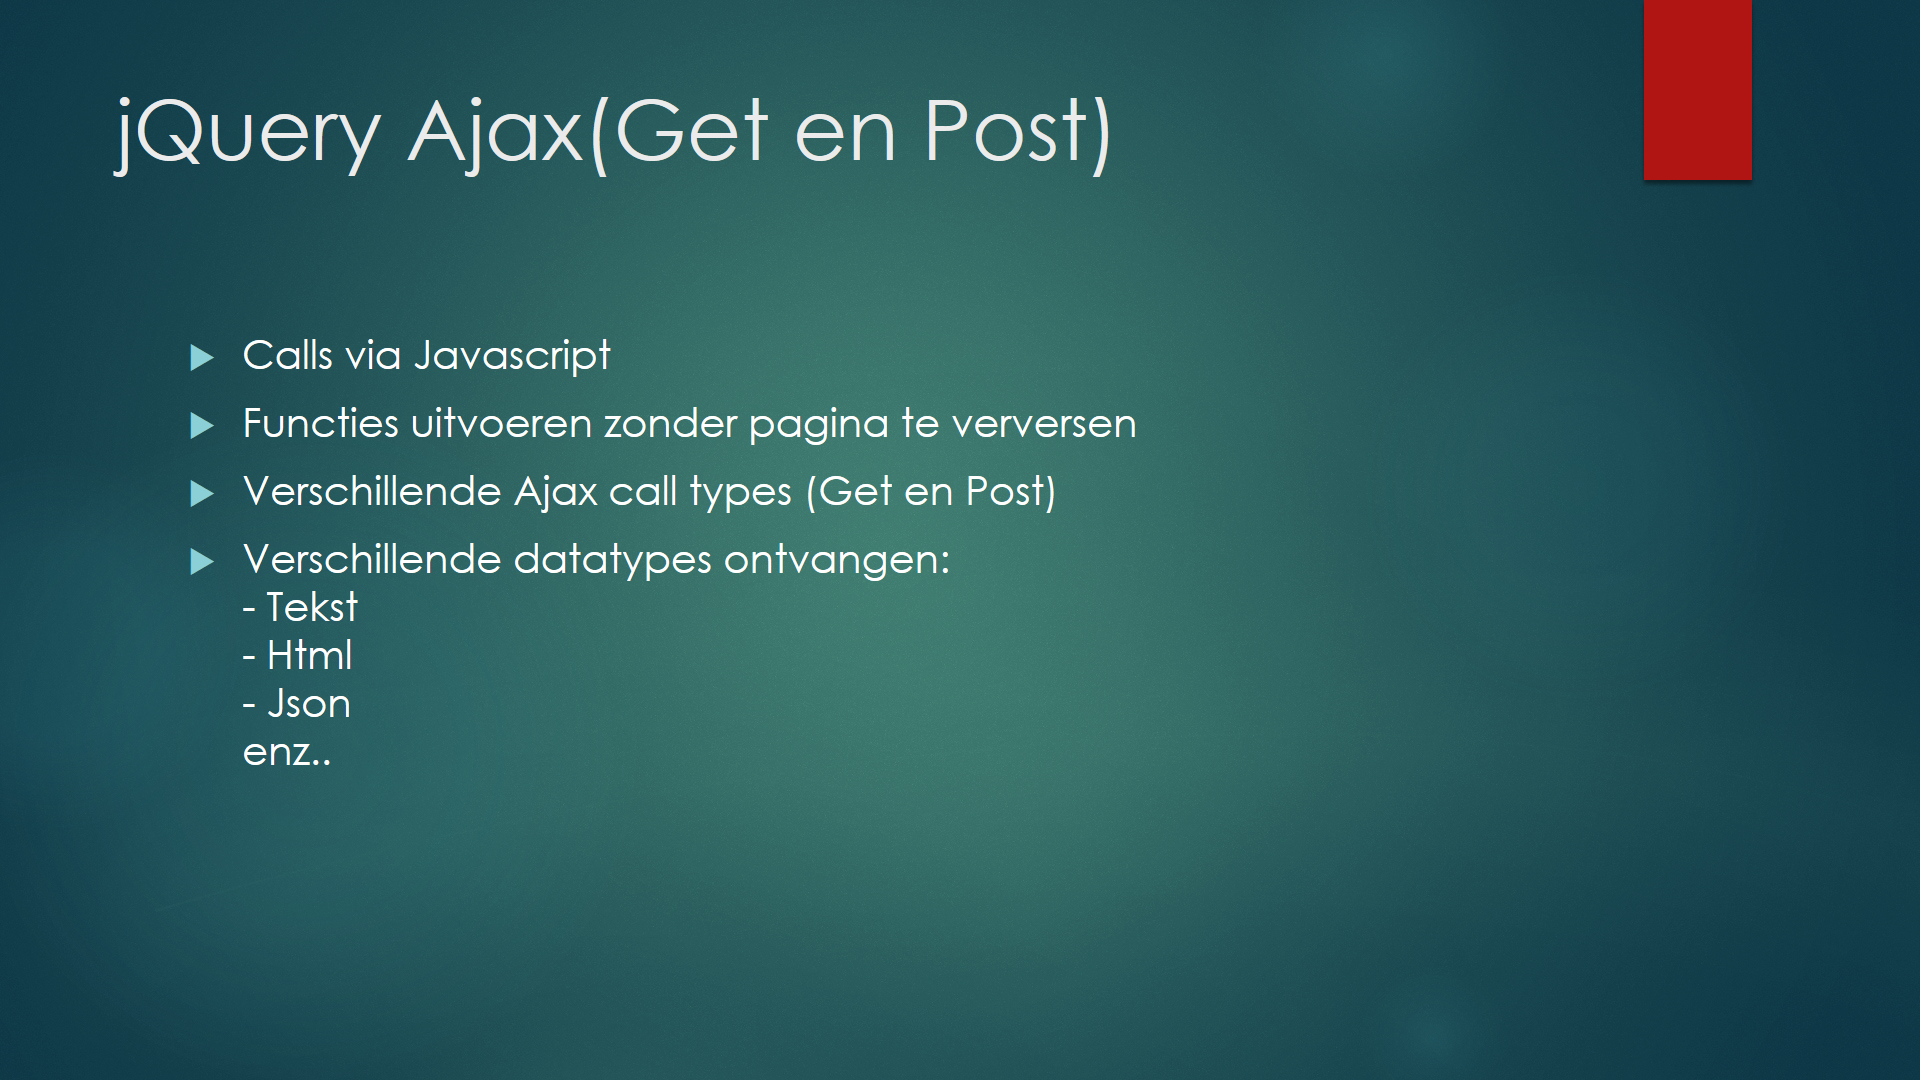 jQuery Ajax(Get en Post)
Calls via Javascript
Functies uitvoeren zonder pagina te verversen
Verschillende Ajax call types (Get en Post)
Verschillende datatypes ontvangen:
- Tekst
- Html
- Json
enz..